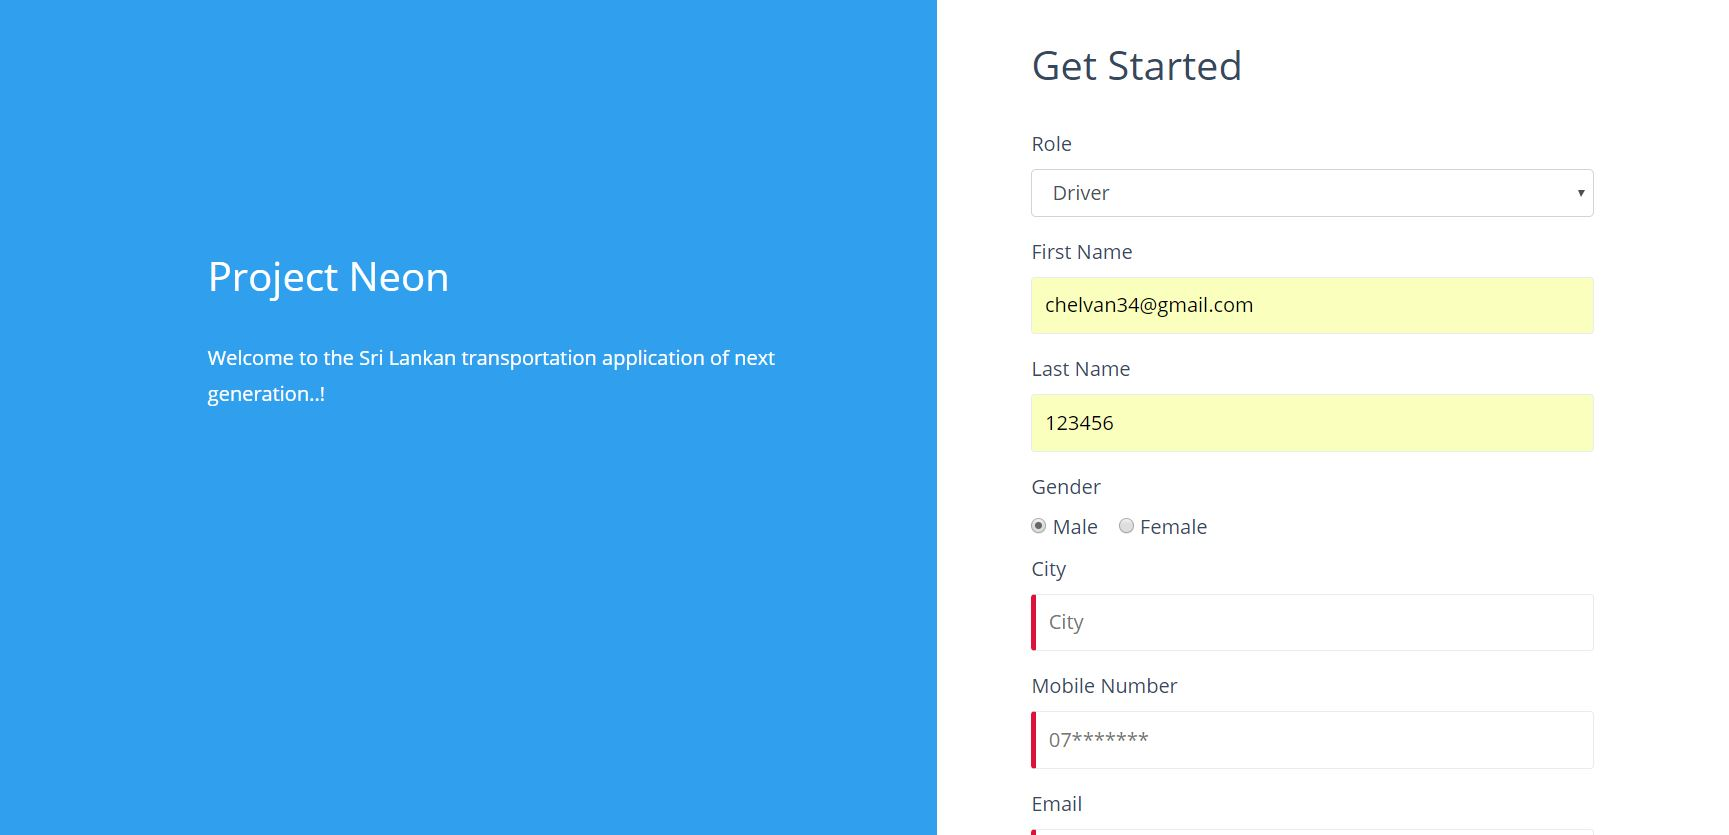 Project Neon
Welcome to the Sri Lankan transportation application of next
generation..!
Get Started
Role
Driver
First Name
chelvan34@gmail.com
Last Name
123456
Gender
Male Female
City
City
Mobile Number
07*******
Email